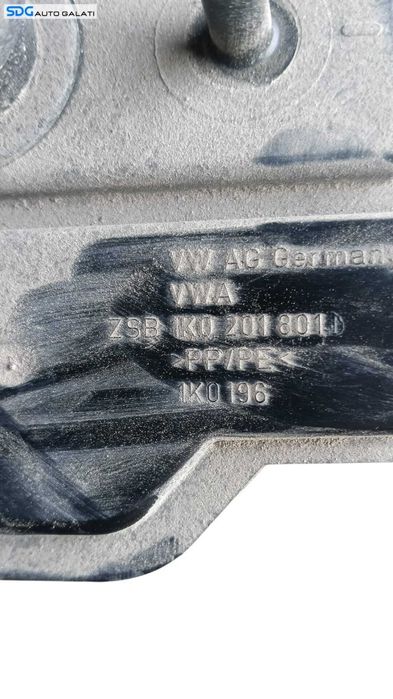 SDG AUTO GALATI
VW AG German
VWA
ZSB 1K0 201 801
>PP/PE<
1K0 196